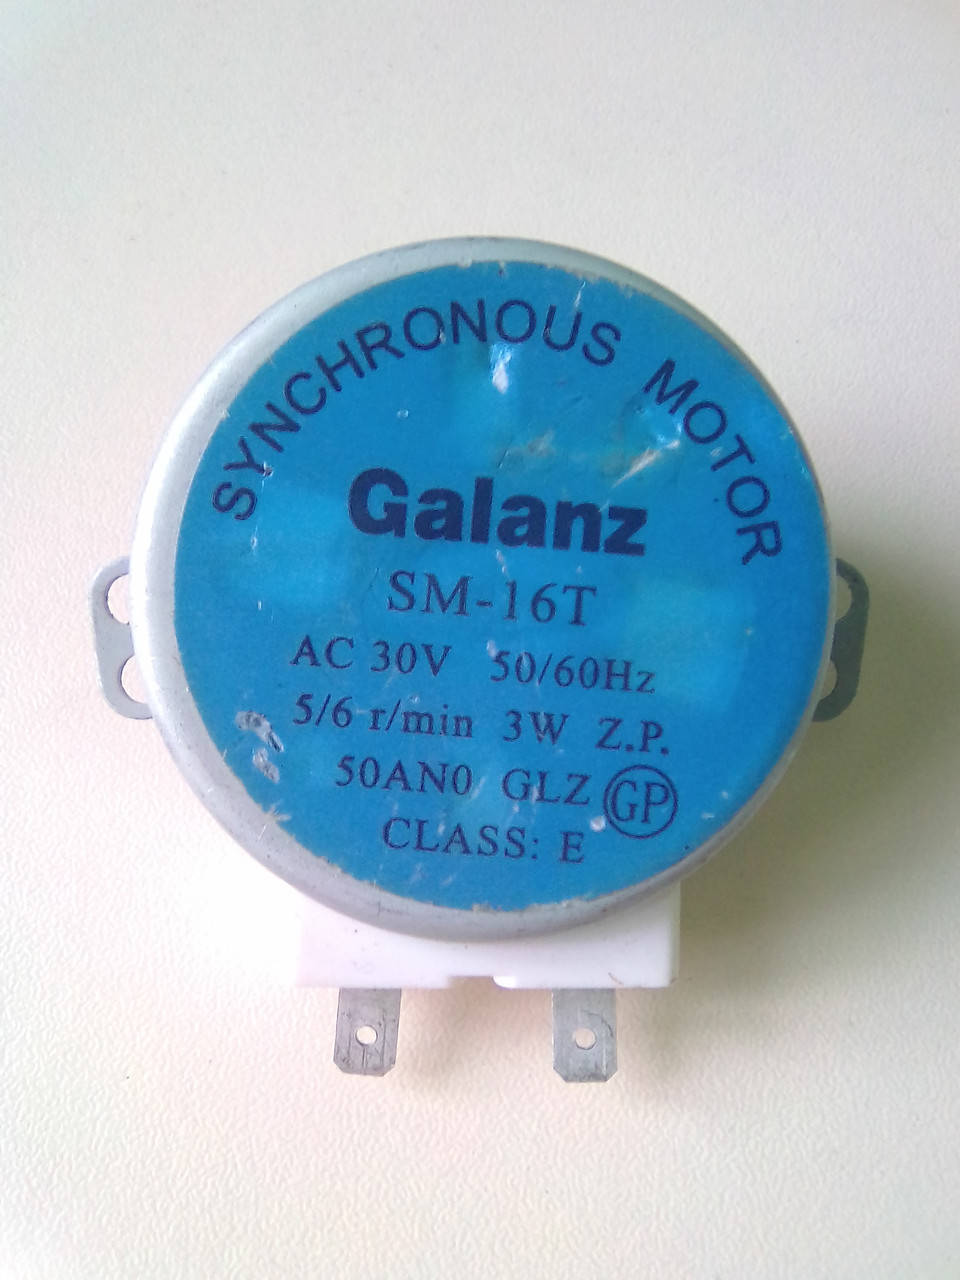 SYNCHRONOUS MOTOR
Galanz
SM-16T
AC 30V 50/60Hz
5/6 r/min 3W Z.P.
50AN0 GLZ GP
CLASS: E